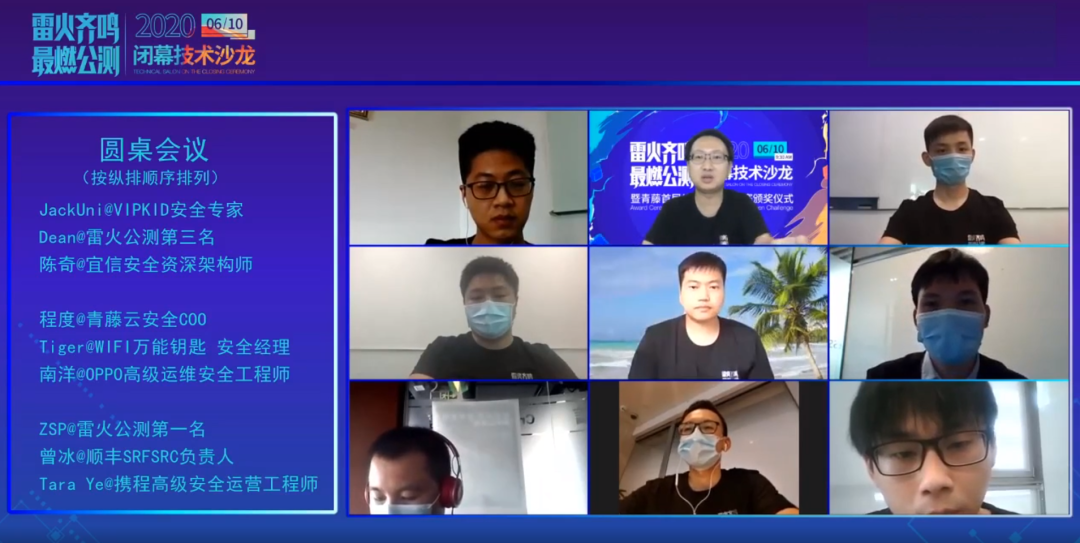 雷火齐鸣
最燃公测
2020 06/10
闭幕技术沙龙
TECHNICAL SALON ON THE CLOSING CEREMONY
圆桌会议
（按纵排顺序排列）
JackUni@VIPKID安全专家
Dean@雷火公测第三名
陈奇@宜信安全资深架构师
程度@青藤云安全COO
Tiger@WIFI万能钥匙 安全经理
南洋@OPPO高级运维安全工程师
ZSP@雷火公测第一名
曾冰@顺丰SRFSRC负责人
Tara Ye@携程高级安全运营工程师
雷火齐鸣
最燃公测
20 06/10
幕技术沙龙
暨青藤首届
颁奖仪式